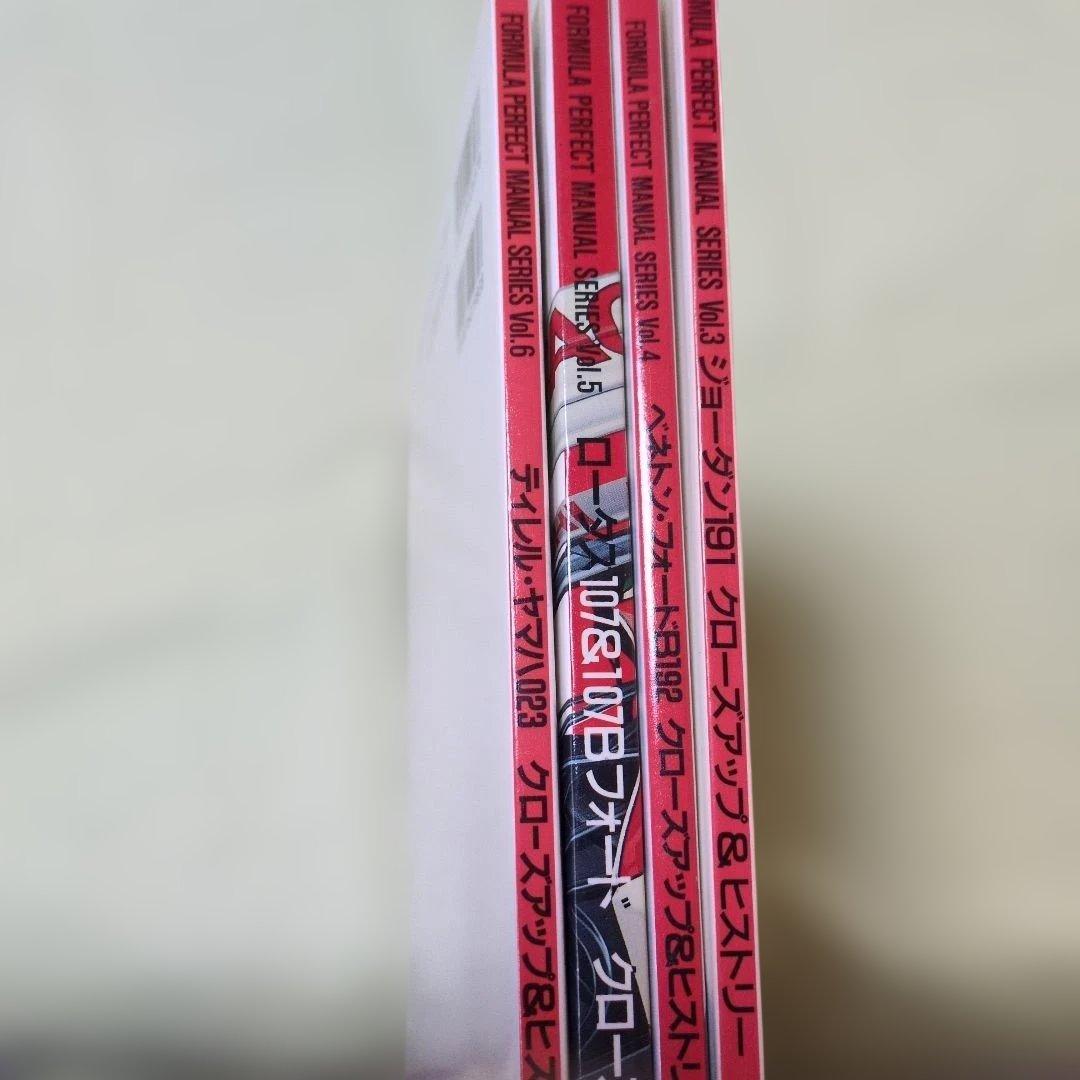 FORMULA PERFECT MANUAL SERIES Vol.6 ティレル・ヤマハ023 クローズアップ&ヒス
FORMULA PERFECT MANUAL SERIES Vol.5 ロータス107&107Bフォード クロー
FORMULA PERFECT MANUAL SERIES Vol.4 ベネトン・フォードB192 クローズアップ&ヒストリ
MULA PERFECT MANUAL SERIES Vol.3 ジョーダン191 クローズアップ&ヒストリー